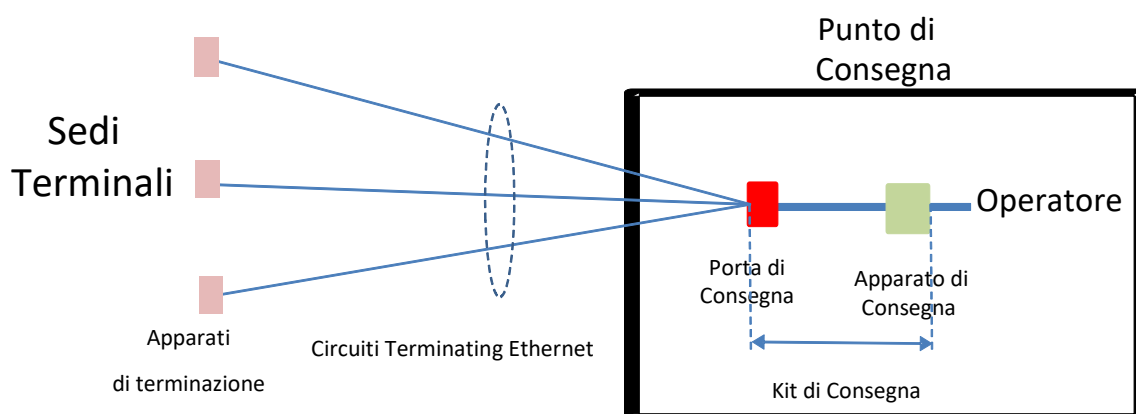 Punto di
Consegna
Sedi
Terminali
Operatore
Porta di
Consegna
Apparato di
Consegna
Apparati
di terminazione
Circuiti Terminating Ethernet
Kit di Consegna